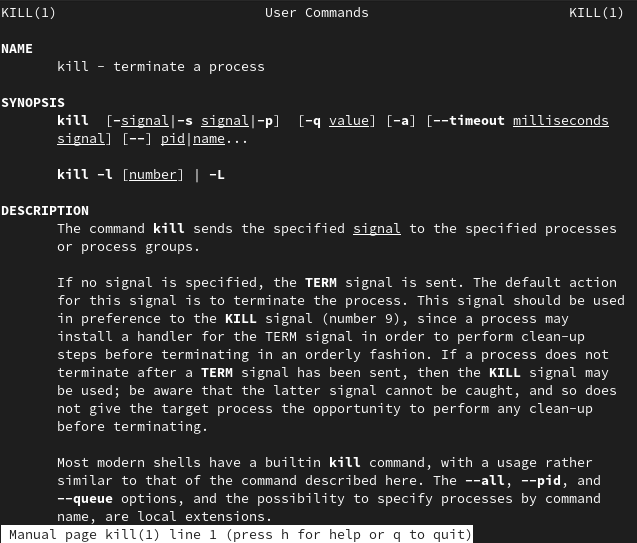 KILL(1) User Commands KILL(1)
NAME
kill - terminate a process
SYNOPSIS
kill [-signal|-s signal|-p] [-q value] [-a] [--timeout milliseconds
signal] [--] pid|name...
kill -l [number] | -L
DESCRIPTION
The command kill sends the specified signal to the specified processes
or process groups.
If no signal is specified, the TERM signal is sent. The default action
for this signal is to terminate the process. This signal should be used
in preference to the KILL signal (number 9), since a process may
install a handler for the TERM signal in order to perform clean-up
steps before terminating in an orderly fashion. If a process does not
terminate after a TERM signal has been sent, then the KILL signal may
be used; be aware that the latter signal cannot be caught, and so does
not give the target process the opportunity to perform any clean-up
before terminating.
Most modern shells have a builtin kill command, with a usage rather
similar to that of the command described here. The --all, --pid, and
--queue options, and the possibility to specify processes by command
name, are local extensions.
Manual page kill(1) line 1 (press h for help or q to quit)